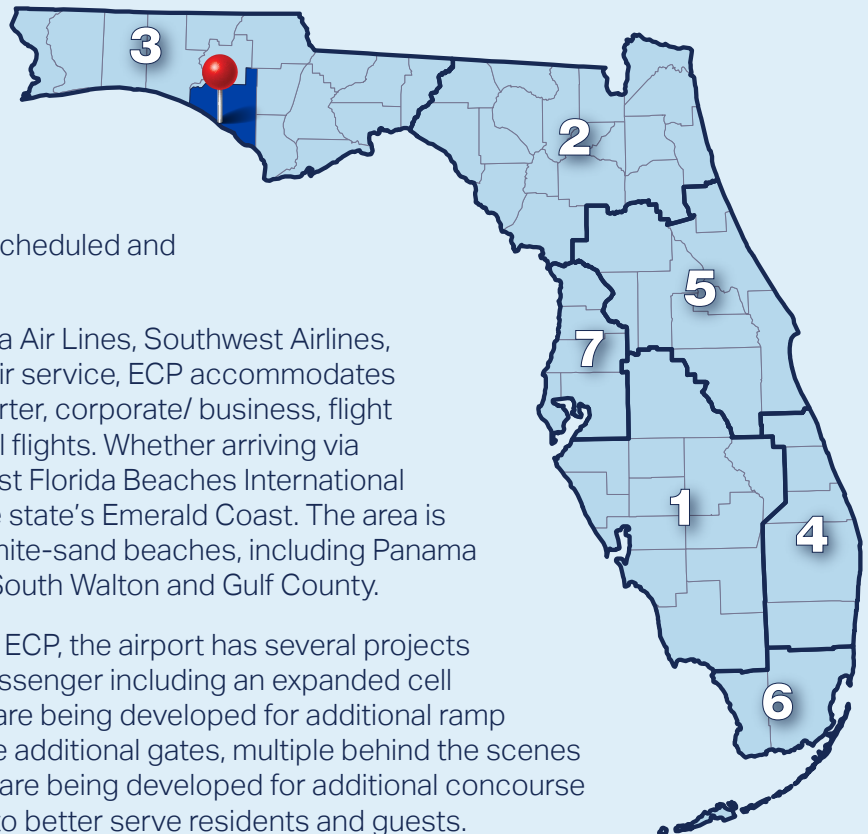 3
2
cheduled and
5
a Air Lines, Southwest Airlines,
7
ir service, ECP accommodates
rter, corporate/ business, flight
l flights. Whether arriving via
st Florida Beaches International
e state’s Emerald Coast. The area is
1
hite-sand beaches, including Panama
4
South Walton and Gulf County.
ECP, the airport has several projects
ssenger including an expanded cell
6
are being developed for additional ramp
e additional gates, multiple behind the scenes
are being developed for additional concourse
to better serve residents and guests.